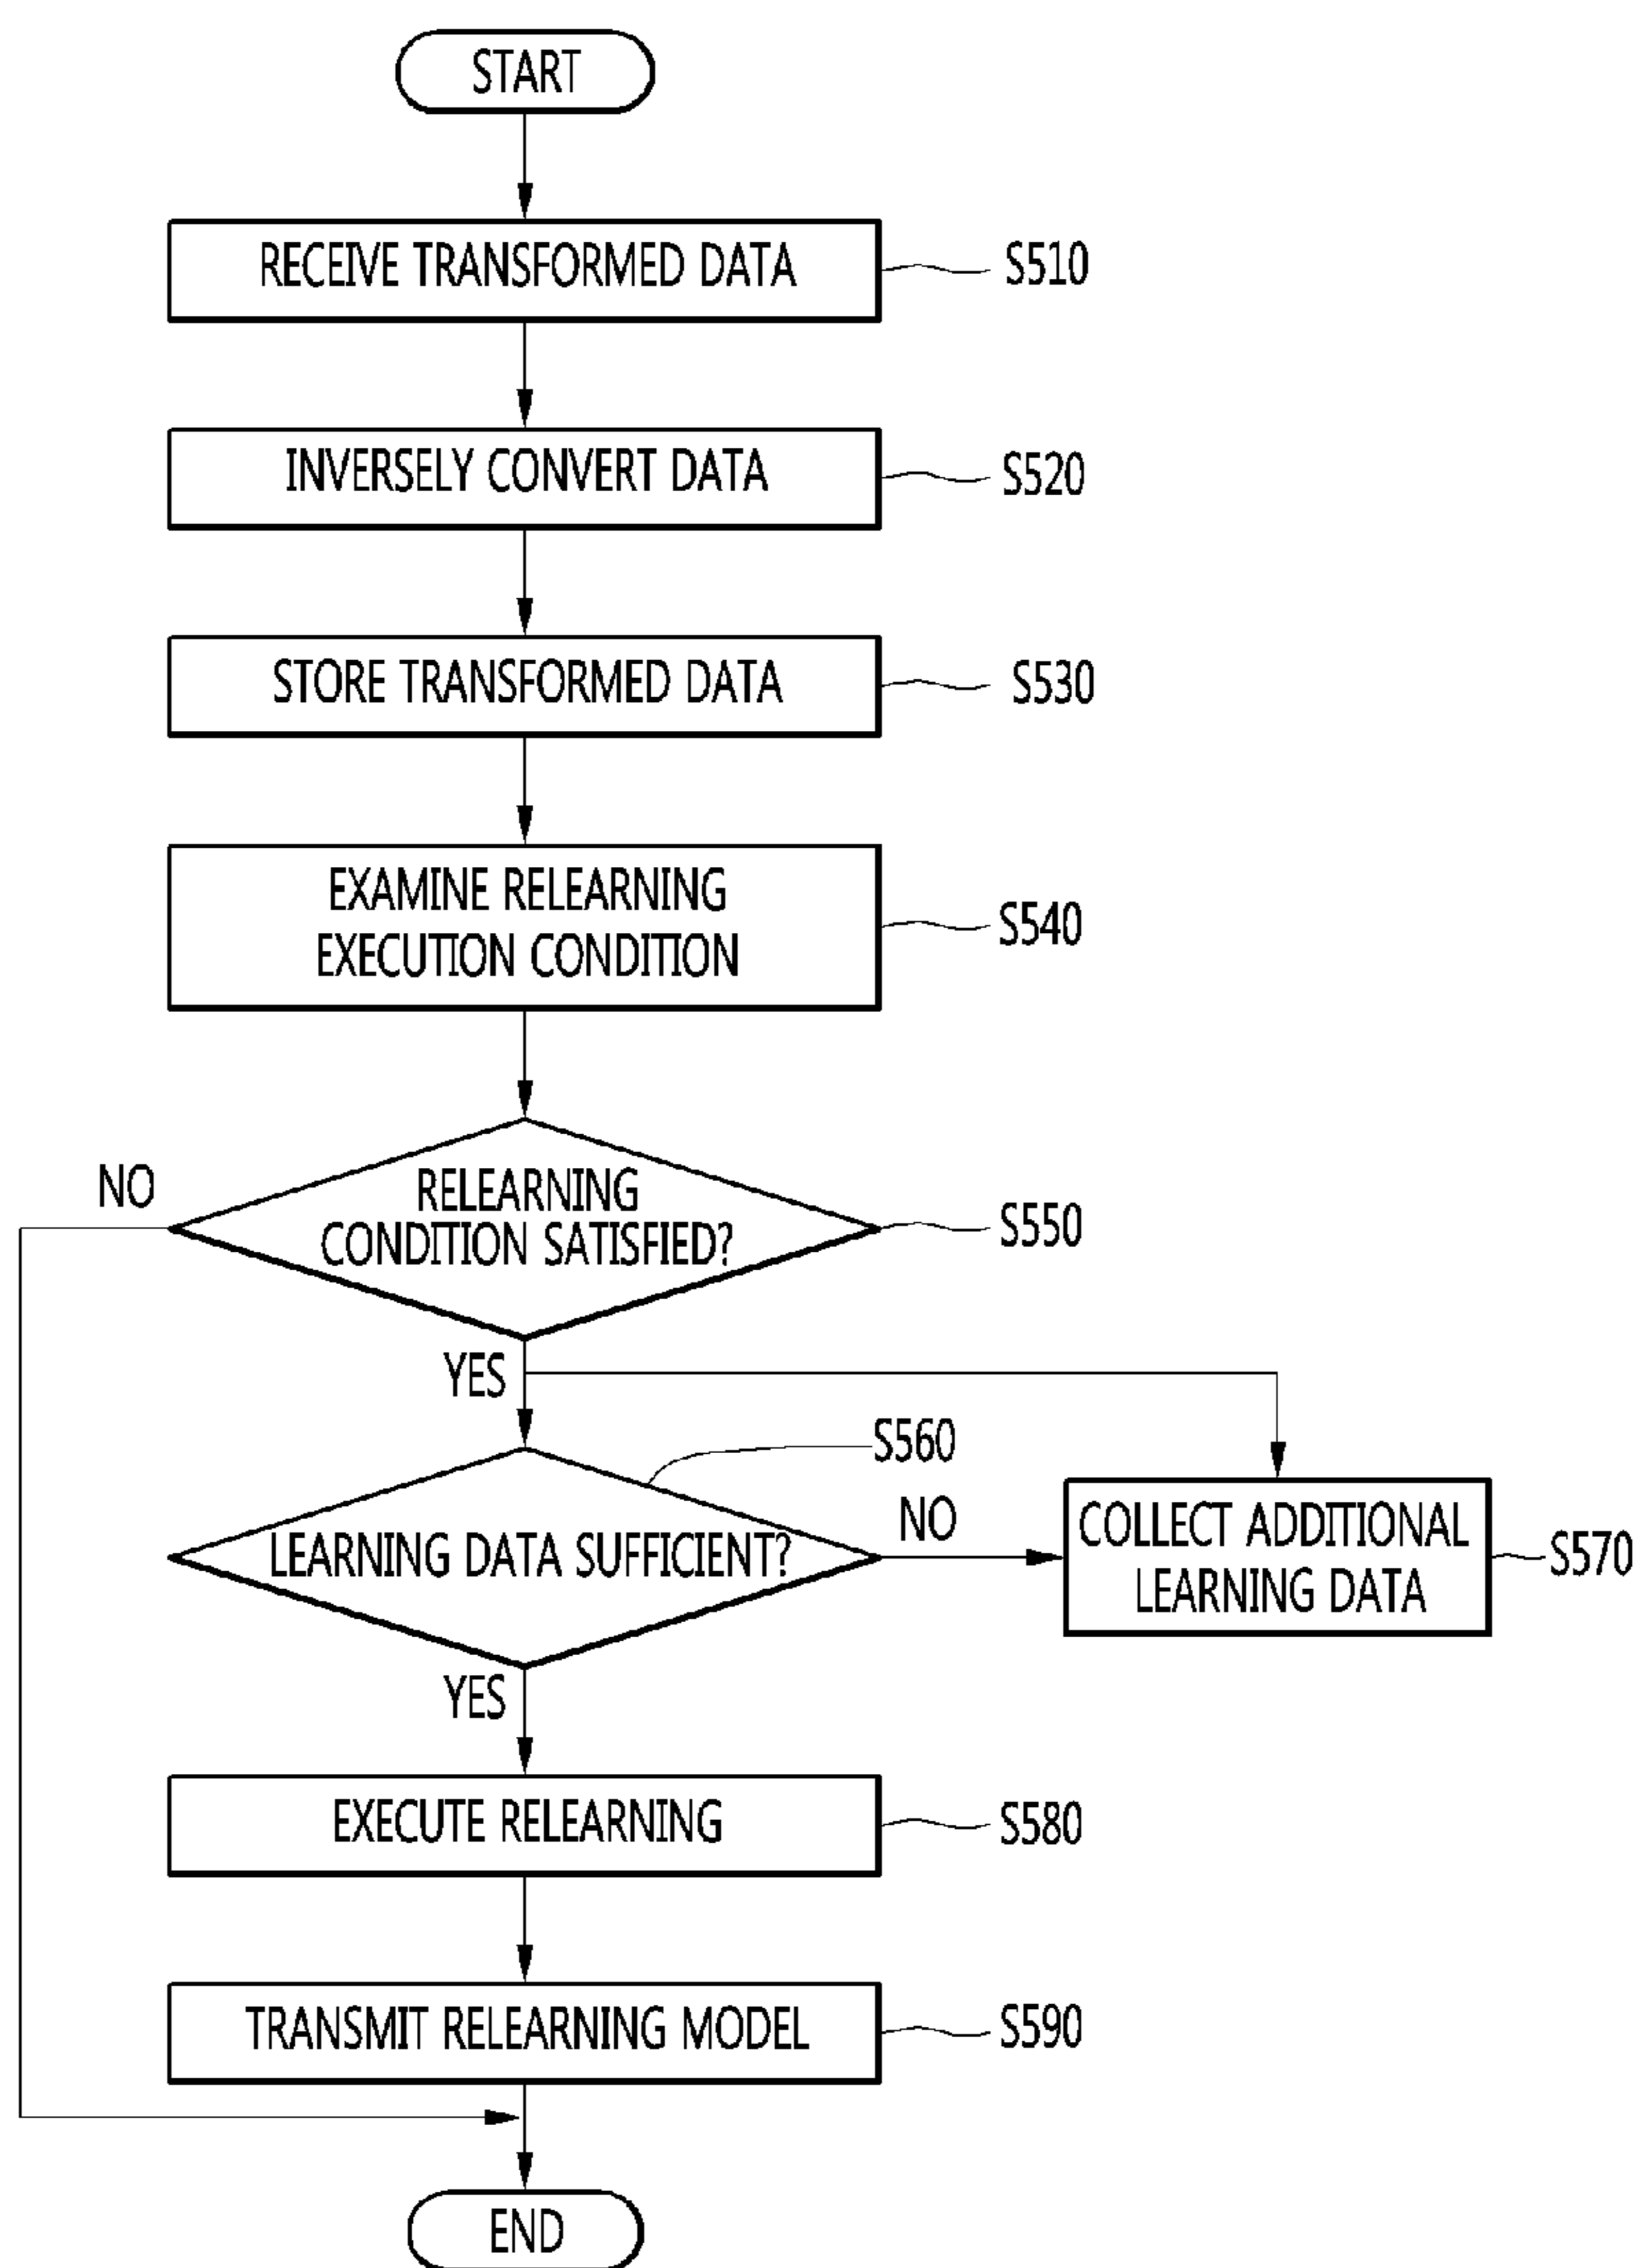 START
RECEIVE TRANSFORMED DATA
S510
INVERSELY CONVERT DATA
S520
STORE TRANSFORMED DATA
S530
EXAMINE RELEARNING
EXECUTION CONDITION
S540
NO
RELEARNING
CONDITION SATISFIED?
S550
YES
S560
LEARNING DATA SUFFICIENT?
NO
COLLECT ADDITIONAL
LEARNING DATA
S570
YES
EXECUTE RELEARNING
S580
TRANSMIT RELEARNING MODEL
S590
END